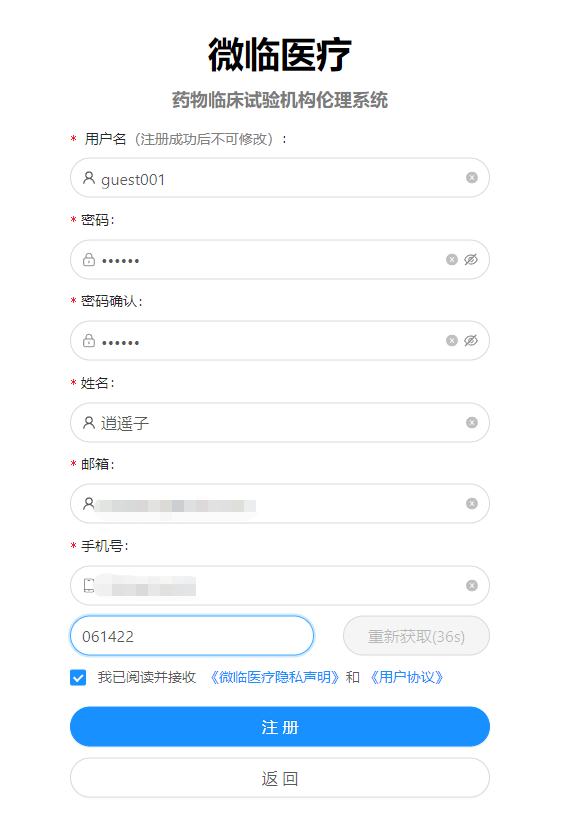 微临医疗
药物临床试验机构伦理系统
* 用户名（注册成功后不可修改）:
guest001
* 密码:
••••••
* 密码确认:
••••••
* 姓名:
逍遥子
* 邮箱:
* 手机号:
061422 重新获取(36s)
我已阅读并接收 《微临医疗隐私声明》和 《用户协议》
注 册
返 回